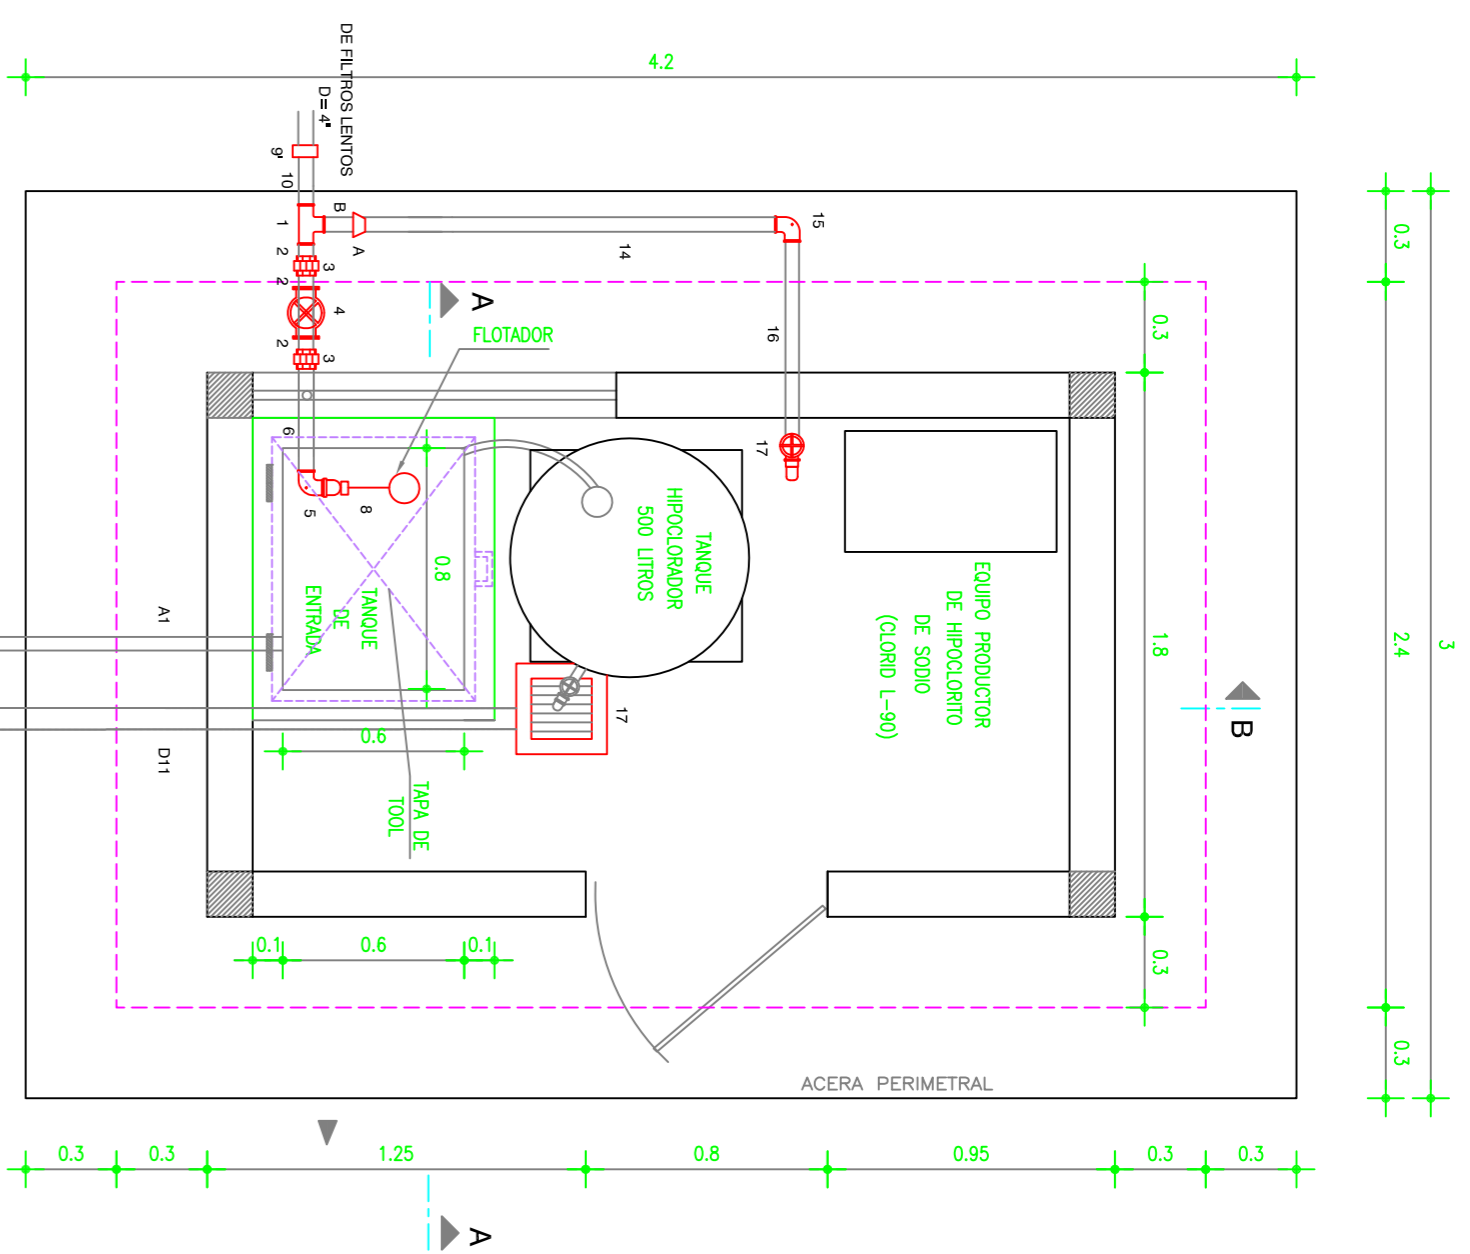 4.2
DE FILTROS LENTOS
D= 4"
9'
10
1
2
3
2
4
2
3
B
A
14
15
16
17
A
FLOTADOR
6
5
8
0.8
TANQUE
DE
ENTRADA
TANQUE
HIPOCLORADOR
500 LITROS
EQUIPO PRODUCTOR
DE HIPOCLORITO
DE SODIO
(CLORID L-90)
17
0.6
TAPA DE
TOOL
A1
D11
0.1
0.6
0.1
0.3
1.8
0.3
B
0.3
2.4
0.3
3
ACERA PERIMETRAL
0.3
0.3
1.25
0.8
0.95
0.3
0.3
A